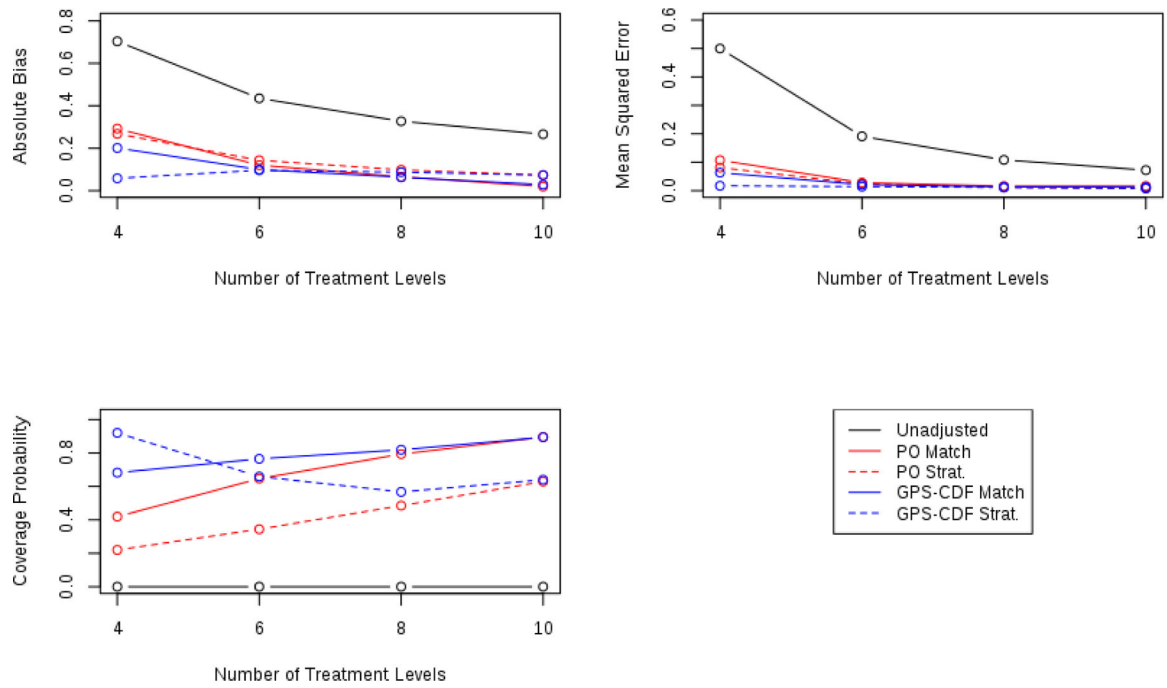 Absolute Bias
0.0 0.2 0.4 0.6 0.8
4 6 8 10
Number of Treatment Levels
Mean Squared Error
0.0 0.2 0.4 0.6
4 6 8 10
Number of Treatment Levels
Coverage Probability
0.0 0.4 0.8
4 6 8 10
Number of Treatment Levels
Unadjusted
PO Match
PO Strat.
GPS-CDF Match
GPS-CDF Strat.